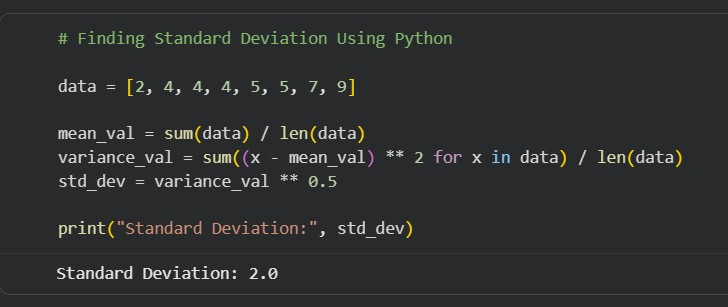 # Finding Standard Deviation Using Python
data = [2, 4, 4, 4, 5, 5, 7, 9]
mean_val = sum(data) / len(data)
variance_val = sum((x - mean_val) ** 2 for x in data) / len(data)
std_dev = variance_val ** 0.5
print("Standard Deviation:", std_dev)
Standard Deviation: 2.0